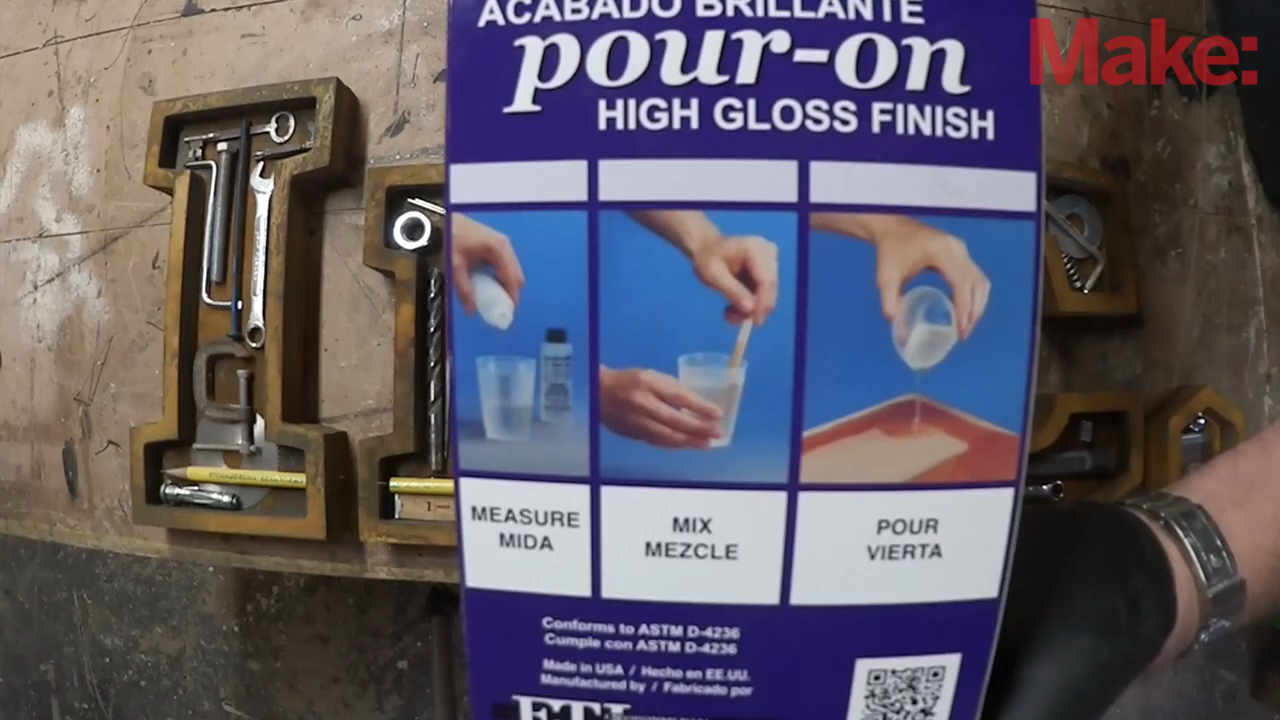 ACABADO BRILLANTE
pour-on
HIGH GLOSS FINISH
Make:
MEASURE
MIDA
MIX
MEZCLE
POUR
VIERTA
Conforms to ASTM D-4236
Cumple con ASTM D-4236
Made in USA / Hecho en EE.UU.
Manufactured by / Fabricado por
ETI